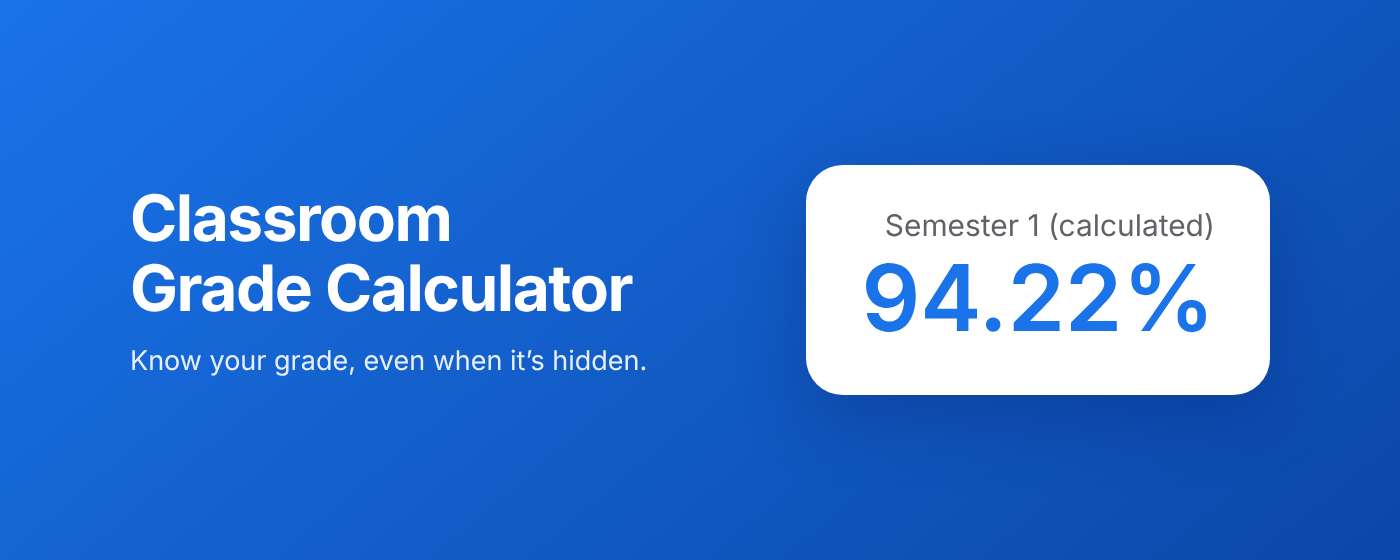 Classroom
Grade Calculator
Know your grade, even when it’s hidden.
Semester 1 (calculated)
94.22%